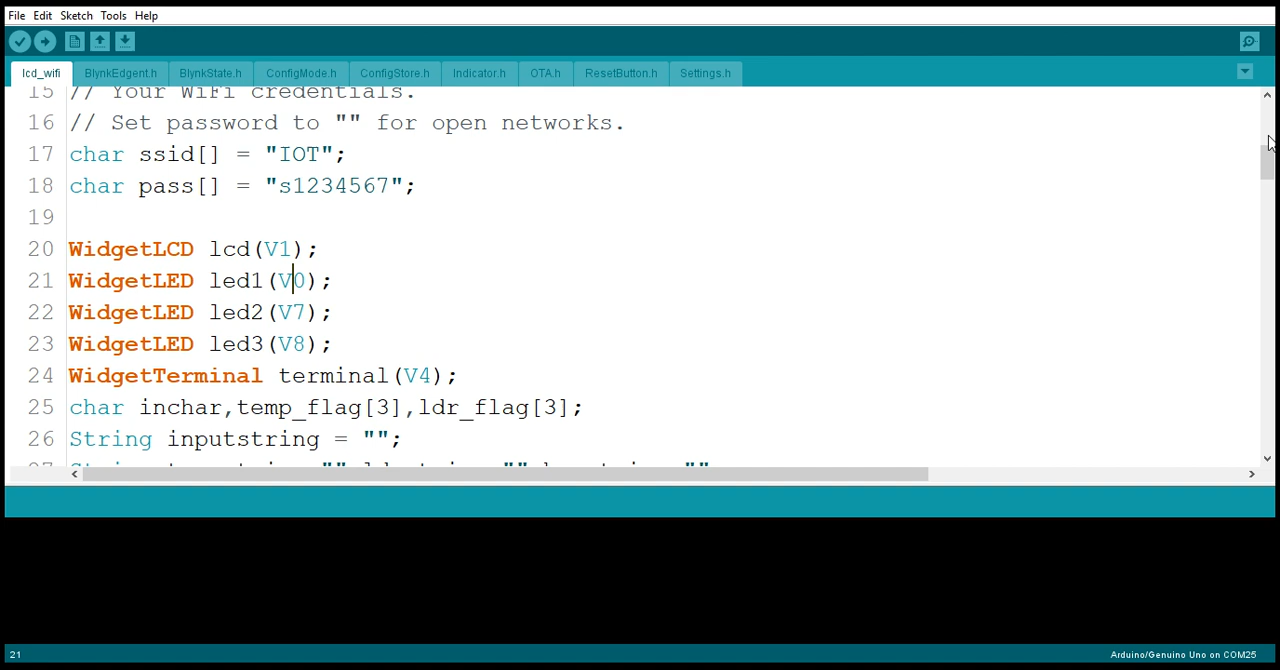 File Edit Sketch Tools Help
lcd_wifi BlynkEdgent.h BlynkState.h ConfigMode.h ConfigStore.h Indicator.h OTA.h ResetButton.h Settings.h
15 // Your WiFi credentials.
16 // Set password to "" for open networks.
17 char ssid[] = "IOT";
18 char pass[] = "s1234567";
19
20 WidgetLCD lcd(V1);
21 WidgetLED led1(V0);
22 WidgetLED led2(V7);
23 WidgetLED led3(V8);
24 WidgetTerminal terminal(V4);
25 char inchar,temp_flag[3],ldr_flag[3];
26 String inputstring = "";
21 Arduino/Genuino Uno on COM25